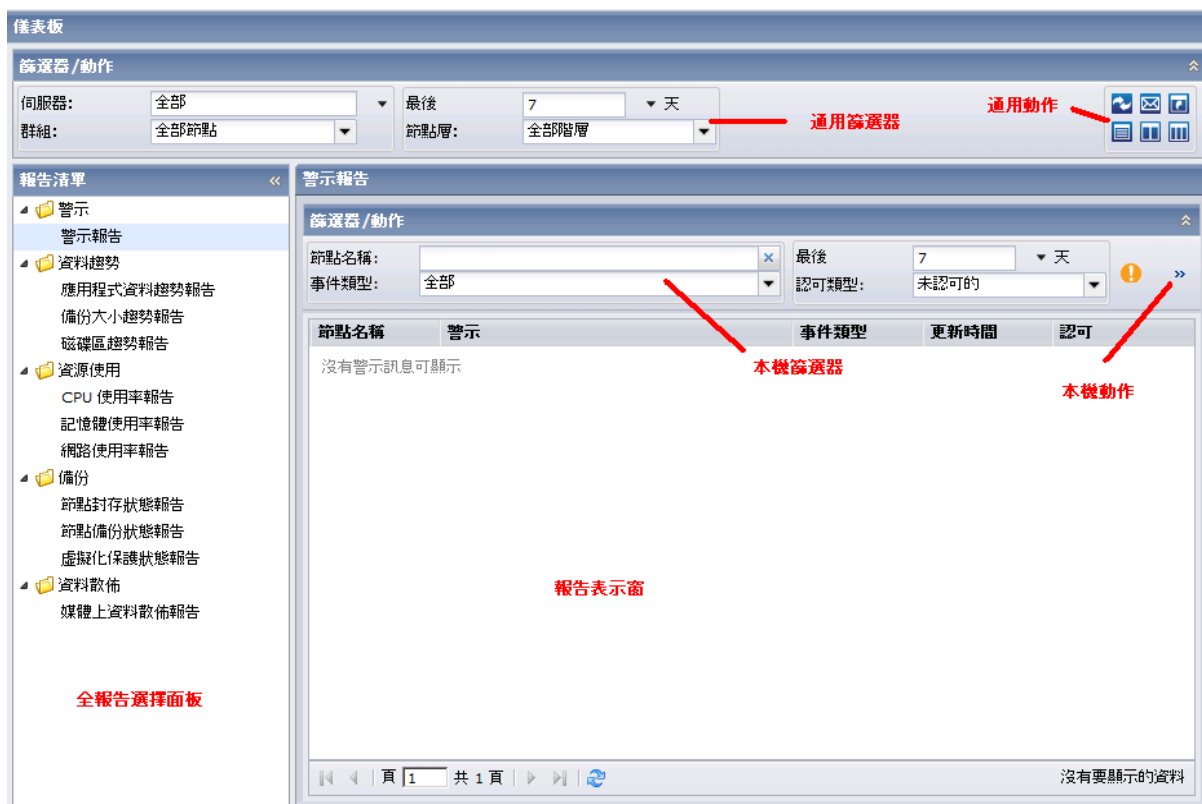 儀表板
篩選器/動作
伺服器: 全部 最後 7 天
群組: 全部節點 節點層: 全部階層
通用篩選器
通用動作
報告清單
警示
警示報告
資料趨勢
應用程式資料趨勢報告
備份大小趨勢報告
磁碟區趨勢報告
資源使用
CPU 使用率報告
記憶體使用率報告
網路使用率報告
備份
節點封存狀態報告
節點備份狀態報告
虛擬化保護狀態報告
資料散佈
媒體上資料散佈報告
全報告選擇面板
警示報告
篩選器/動作
節點名稱: 最後 7 天
事件類型: 全部 認可類型: 未認可的
節點名稱 警示 事件類型 更新時間 認可
沒有警示訊息可顯示
本機篩選器
本機動作
報告表示窗
頁 1 共 1 頁 沒有要顯示的資料